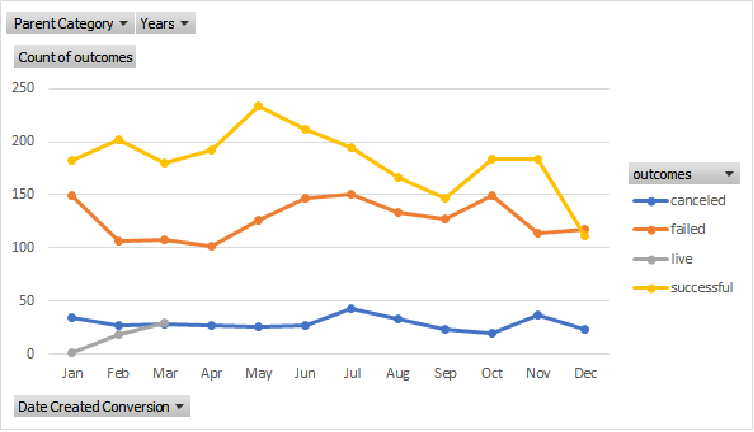 Parent Category Years
Count of outcomes
250
200
150
100
50
0
Jan Feb Mar Apr May Jun Jul Aug Sep Oct Nov Dec
outcomes
canceled
failed
live
successful
Date Created Conversion